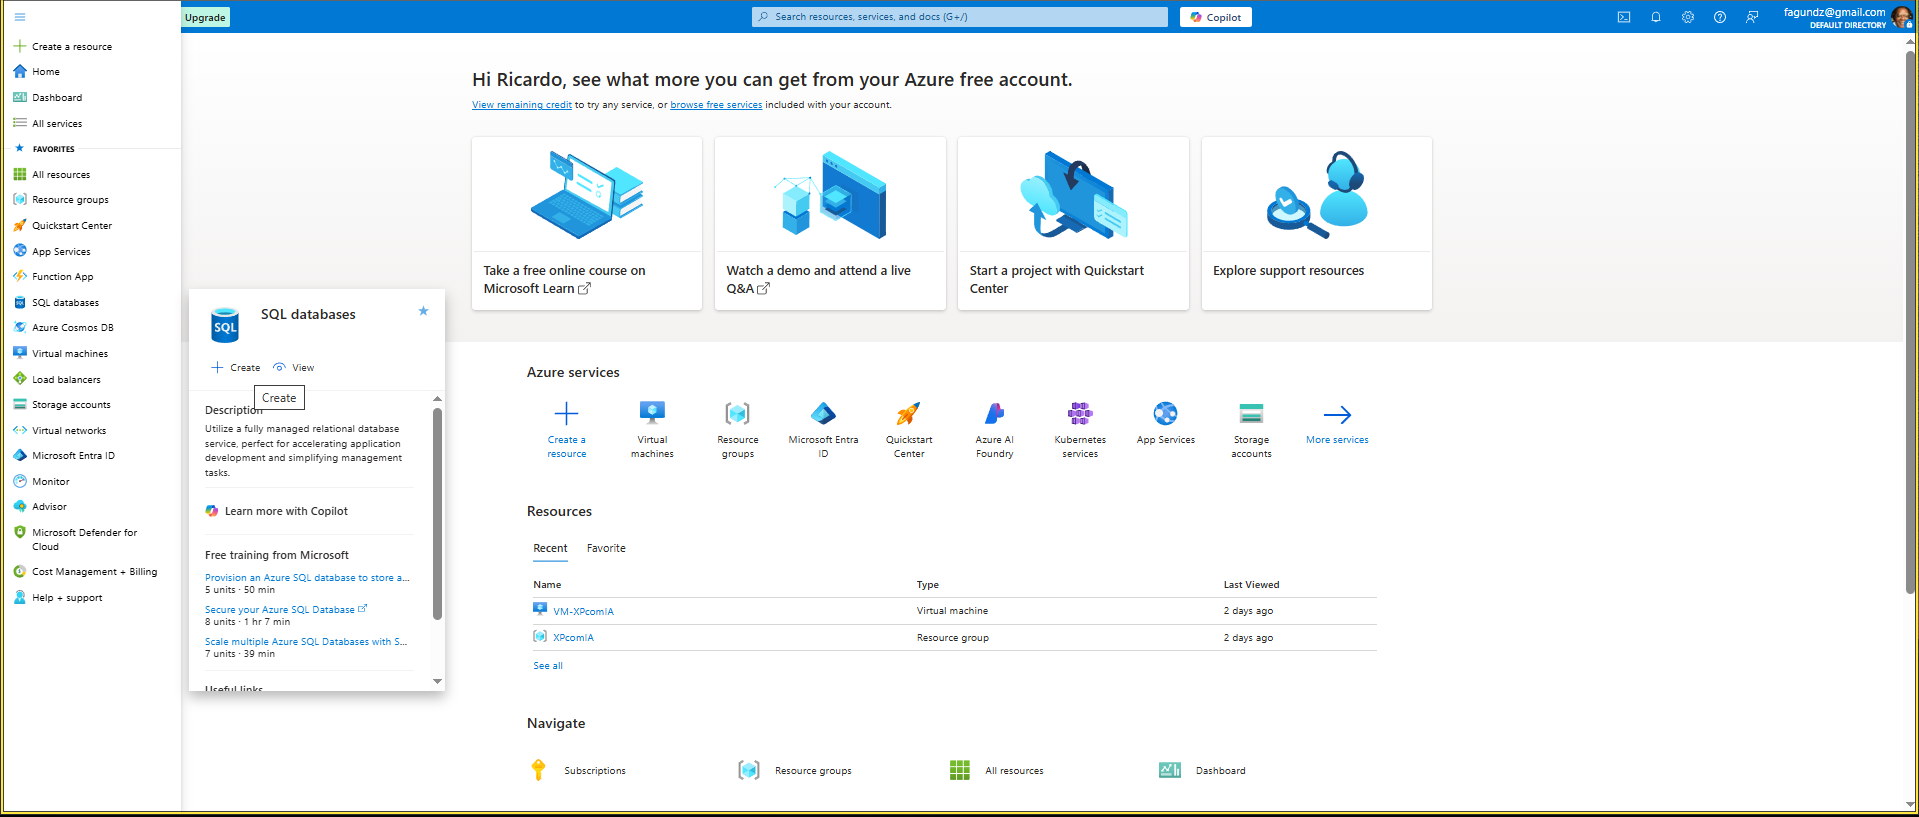 Upgrade
Search resources, services, and docs (G+/)
Copilot
fagundz@gmail.com
DEFAULT DIRECTORY
Create a resource
Home
Dashboard
All services
FAVORITES
All resources
Resource groups
Quickstart Center
App Services
Function App
SQL databases
Azure Cosmos DB
Virtual machines
Load balancers
Storage accounts
Virtual networks
Microsoft Entra ID
Monitor
Advisor
Microsoft Defender for
Cloud
Cost Management + Billing
Help + support
SQL
SQL databases
Create
View
Create
Description
Utilize a fully managed relational database
service, perfect for accelerating application
development and simplifying management
tasks.
Learn more with Copilot
Free training from Microsoft
Provision an Azure SQL database to store a...
5 units · 50 min
Secure your Azure SQL Database
8 units · 1 hr 7 min
Scale multiple Azure SQL Databases with S...
7 units · 39 min
Useful links
Hi Ricardo, see what more you can get from your Azure free account.
View remaining credit to try any service, or browse free services included with your account.
Take a free online course on
Microsoft Learn
Watch a demo and attend a live
Q&A
Start a project with Quickstart
Center
Explore support resources
Azure services
Create a
resource
Virtual
machines
Resource
groups
Microsoft Entra
ID
Quickstart
Center
Azure AI
Foundry
Kubernetes
services
App Services
Storage
accounts
More services
Resources
Recent
Favorite
Name
Type
Last Viewed
VM-XPcomIA
Virtual machine
2 days ago
XPcomIA
Resource group
2 days ago
See all
Navigate
Subscriptions
Resource groups
All resources
Dashboard